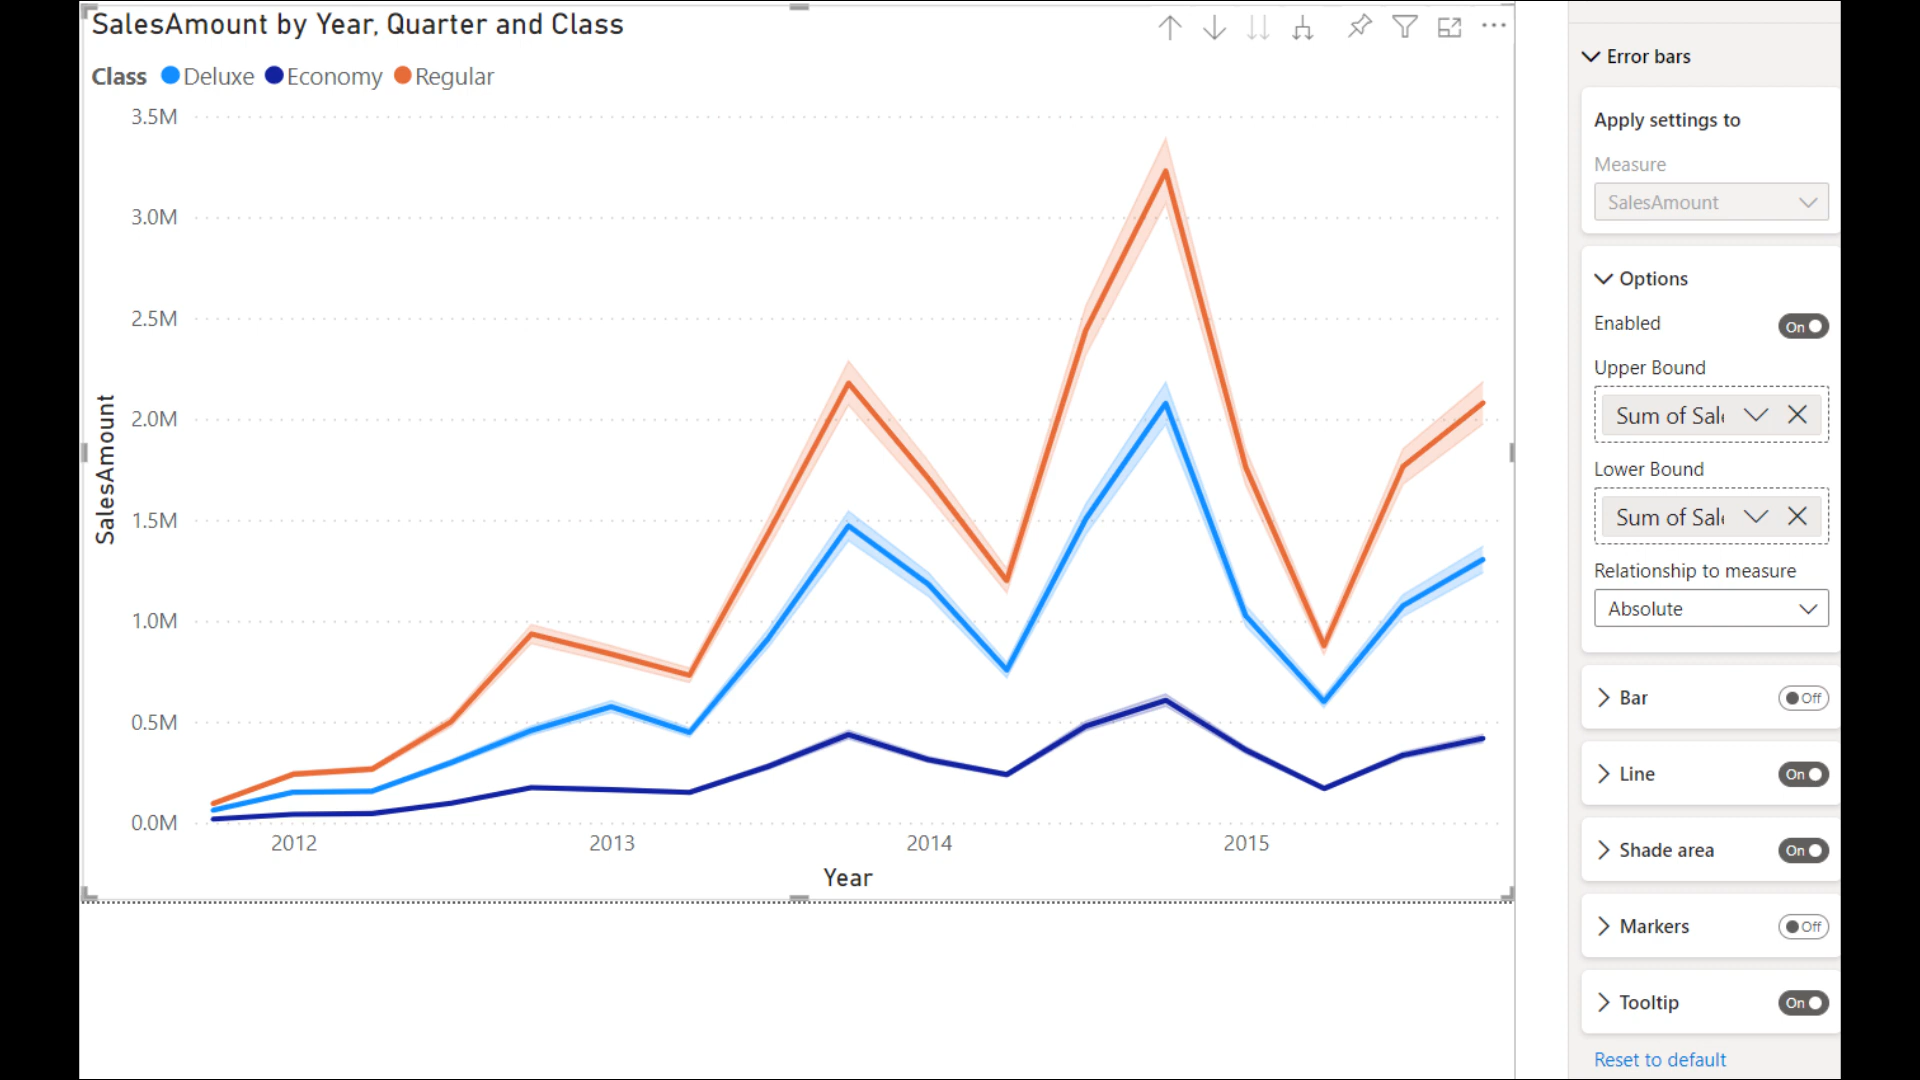 SalesAmount by Year, Quarter and Class
Class Deluxe Economy Regular
3.5M
3.0M
2.5M
2.0M
1.5M
1.0M
0.5M
0.0M
SalesAmount
2012 2013 2014 2015
Year
Error bars
Apply settings to
Measure
SalesAmount
Options
Enabled On
Upper Bound
Sum of Sal
Lower Bound
Sum of Sal
Relationship to measure
Absolute
Bar Off
Line On
Shade area On
Markers Off
Tooltip On
Reset to default